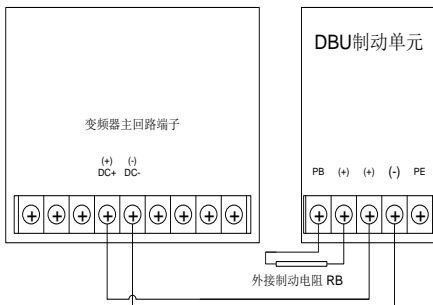 DBU制动单元
变频器主回路端子
(+) (-)
DC+ DC-
PB (+) (+) (-) PE
外接制动电阻 RB